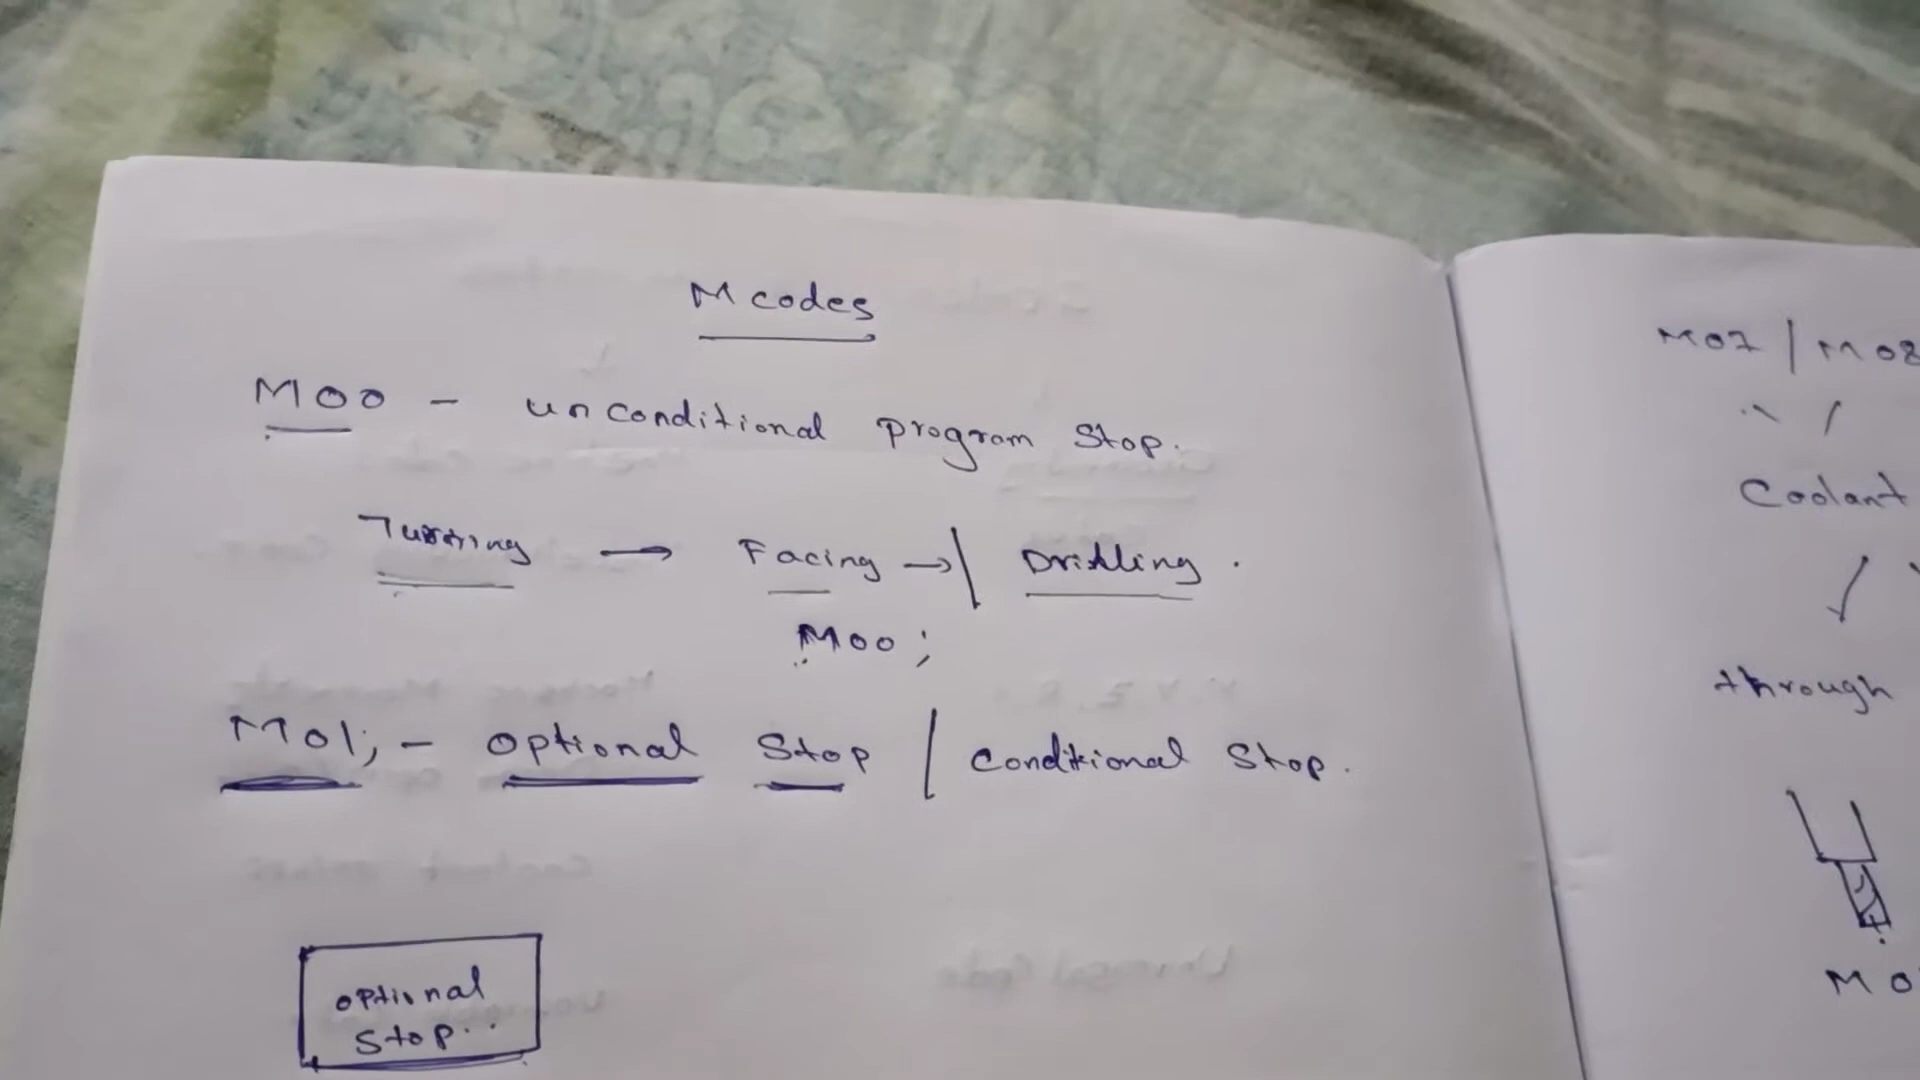 M codes
M00 - unconditional program Stop.
Turning → Facing → | Drilling.
M00;
M01; - optional Stop / Conditional Stop.
optional
Stop..
M07 / M08
Coolant
through
M0